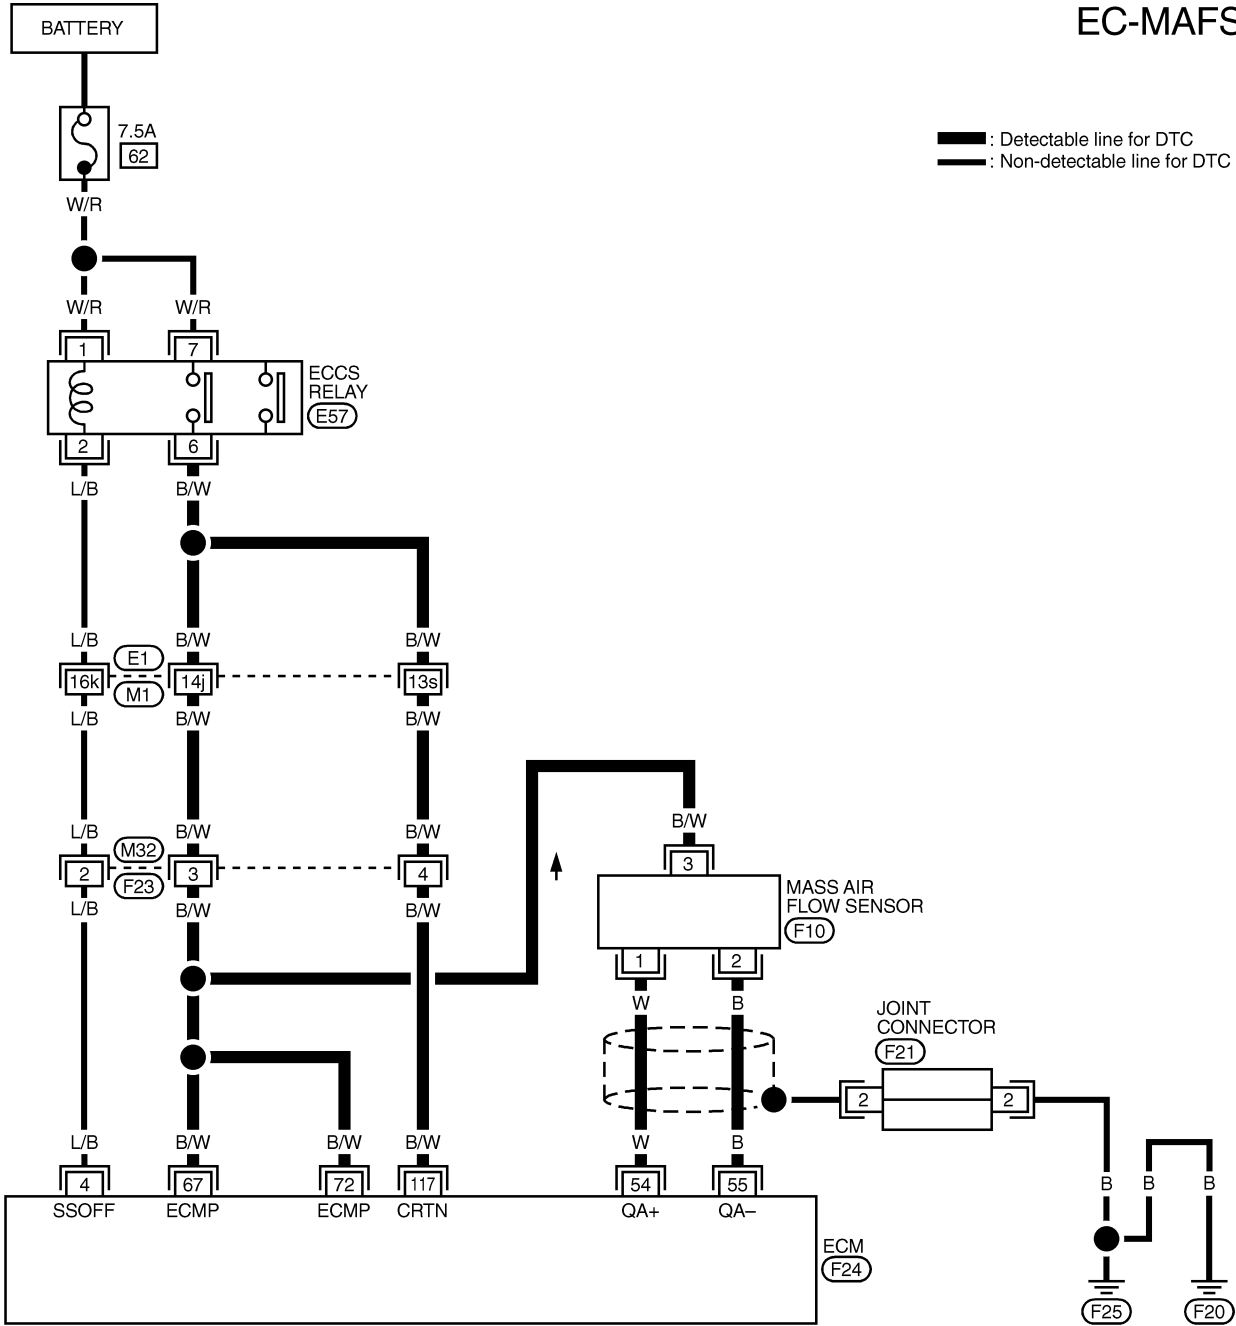 EC-MAFS
BATTERY
7.5A
62
: Detectable line for DTC
: Non-detectable line for DTC
W/R
W/R W/R
1 7
ECCS
RELAY
E57
2 6
L/B B/W
L/B B/W B/W
E1
16k 14j 13s
M1
L/B B/W B/W
L/B B/W B/W
M32
2 3 4
F23
L/B B/W B/W
B/W
3
MASS AIR
FLOW SENSOR
F10
1 2
W B
JOINT
CONNECTOR
F21
2 2
L/B B/W B/W B/W W B
4 67 72 117 54 55
SSOFF ECMP ECMP CRTN QA+ QA–
B B B
ECM
F24
F25 F20